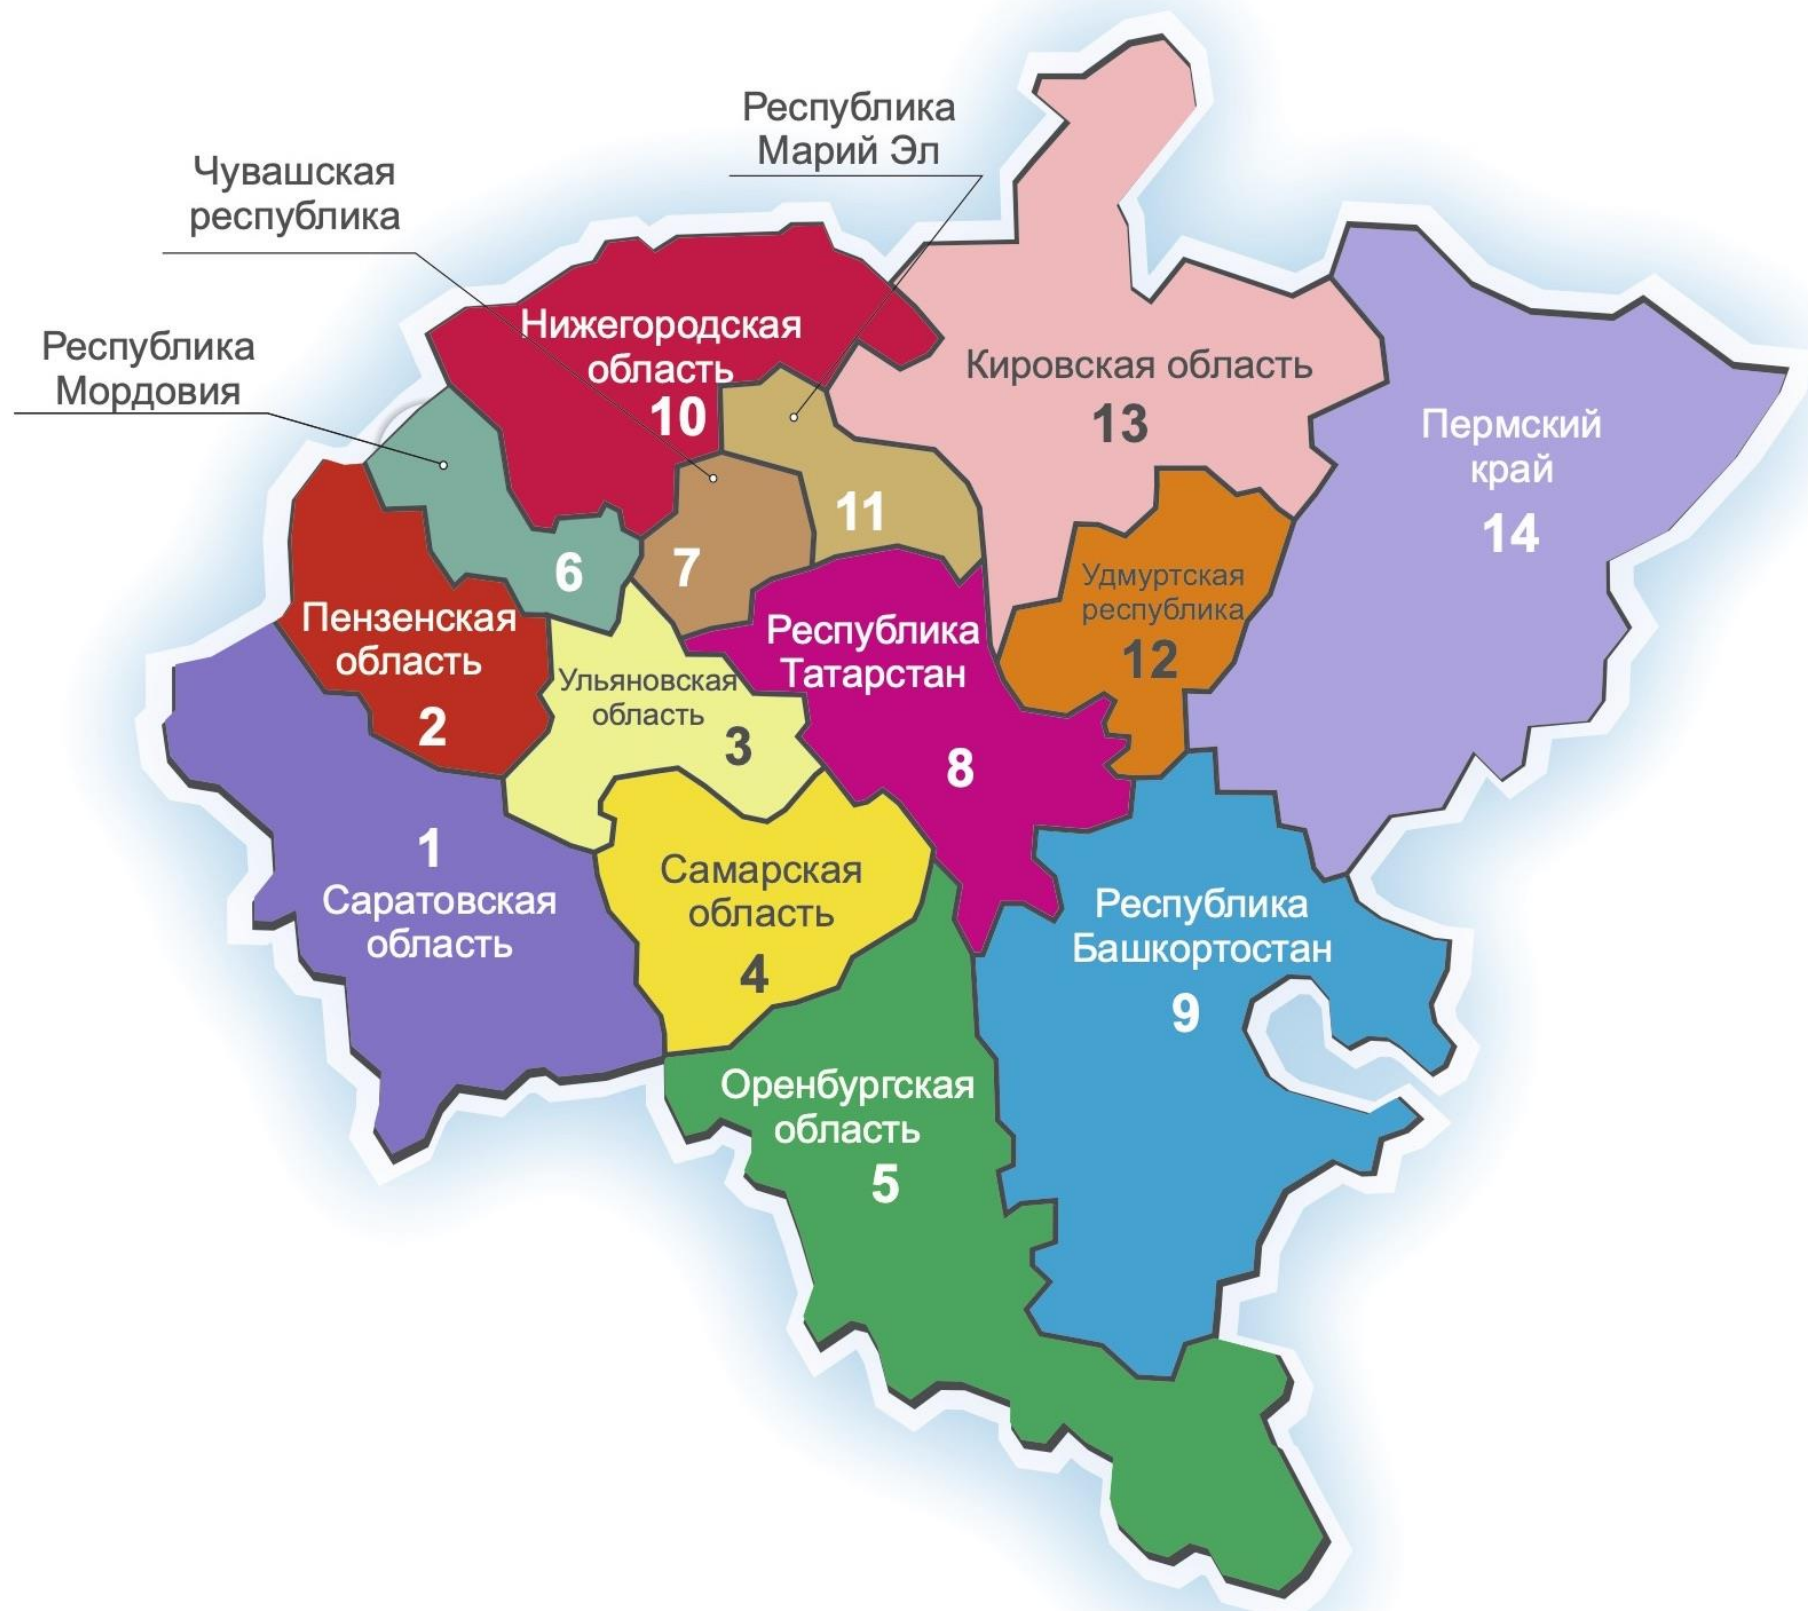 Республика
Марий Эл
Чувашская
республика
Республика
Мордовия
Нижегородская
область
10
Кировская область
13
Пермский
край
14
11
6
7
Удмуртская
республика
12
Пензенская
область
2
Республика
Татарстан
8
Ульяновская
область
3
1
Саратовская
область
Самарская
область
4
Республика
Башкортостан
9
Оренбургская
область
5